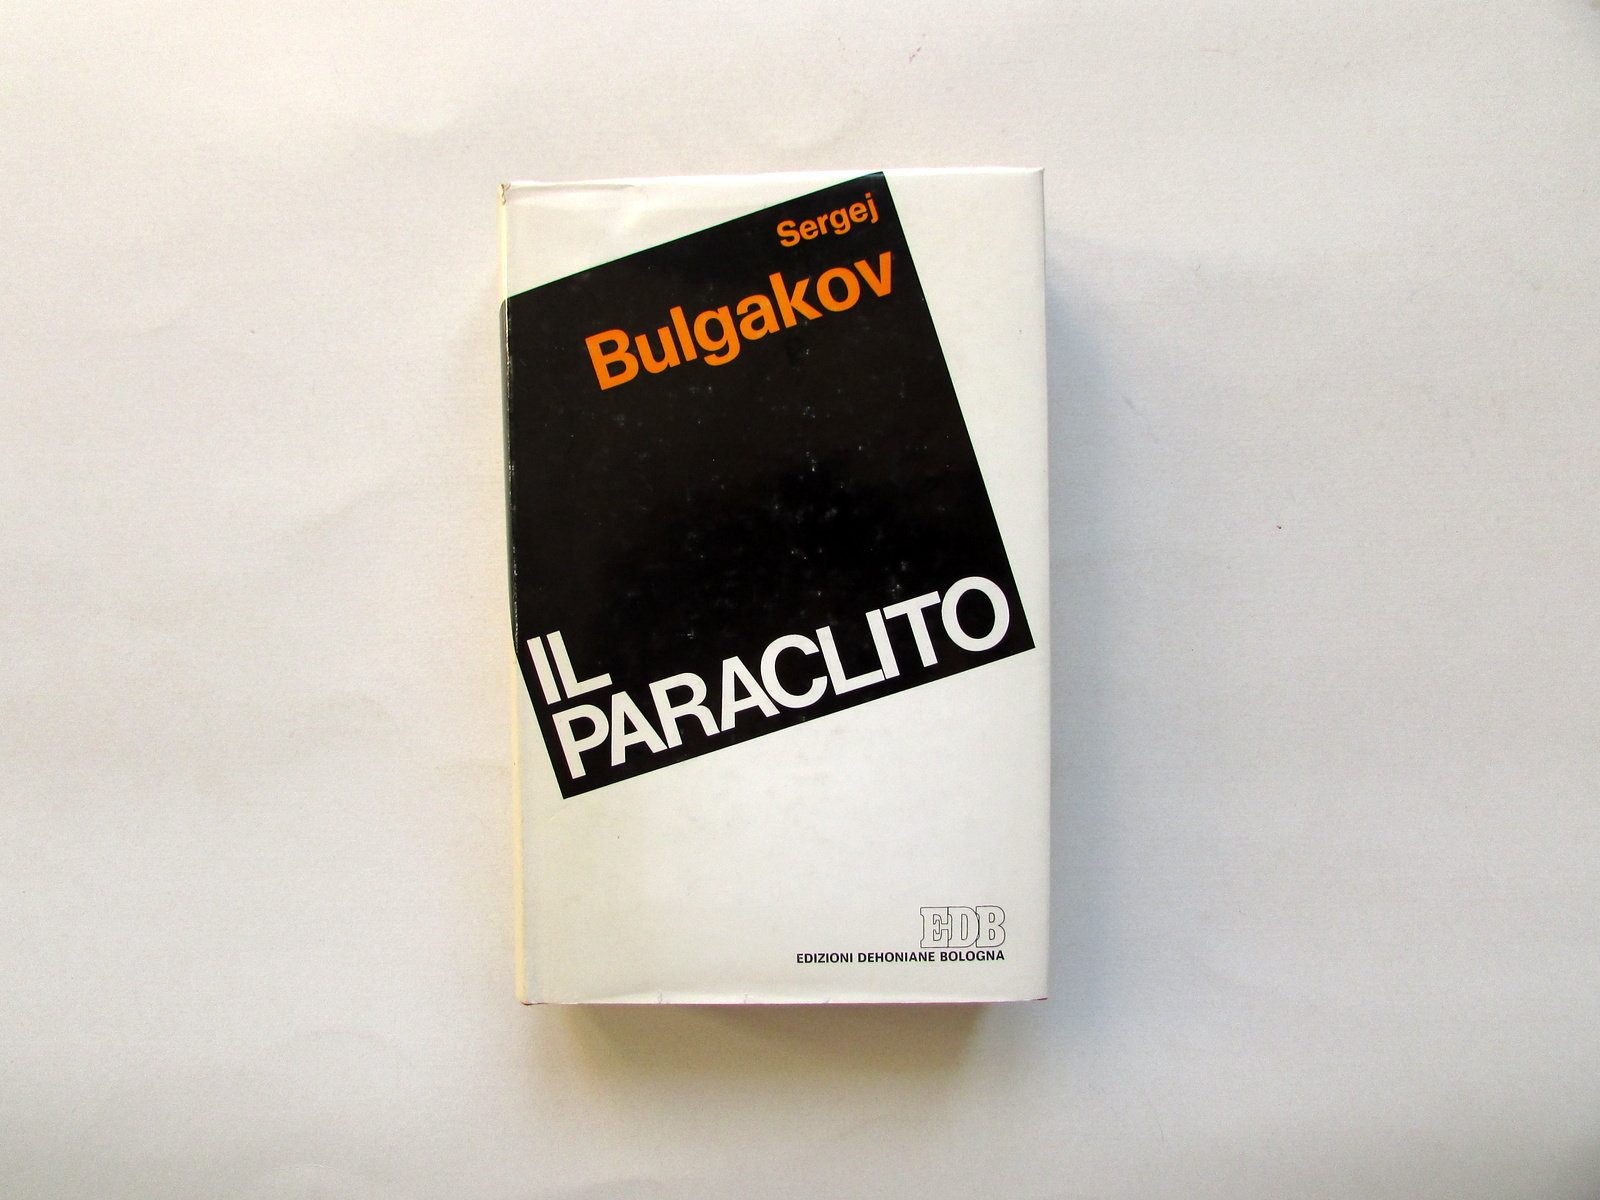 Sergej
Bulgakov
IL
PARACLITO
EDB
EDIZIONI DEHONIANE BOLOGNA